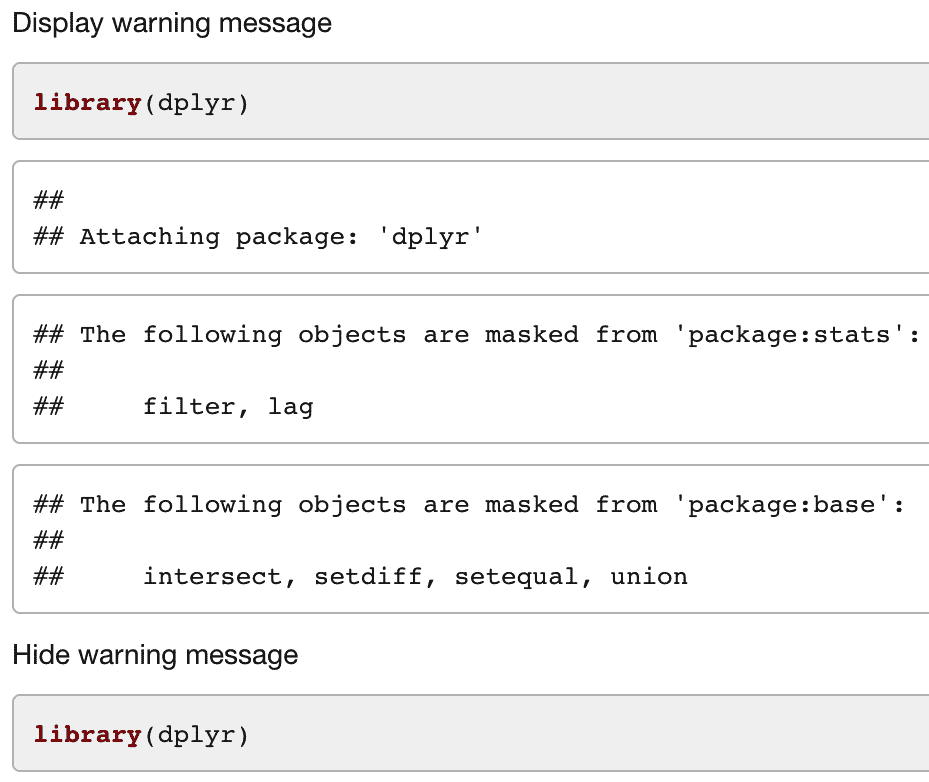 Display warning message
library(dplyr)
##
## Attaching package: 'dplyr'
## The following objects are masked from 'package:stats':
##
##     filter, lag
## The following objects are masked from 'package:base':
##
##     intersect, setdiff, setequal, union
Hide warning message
library(dplyr)